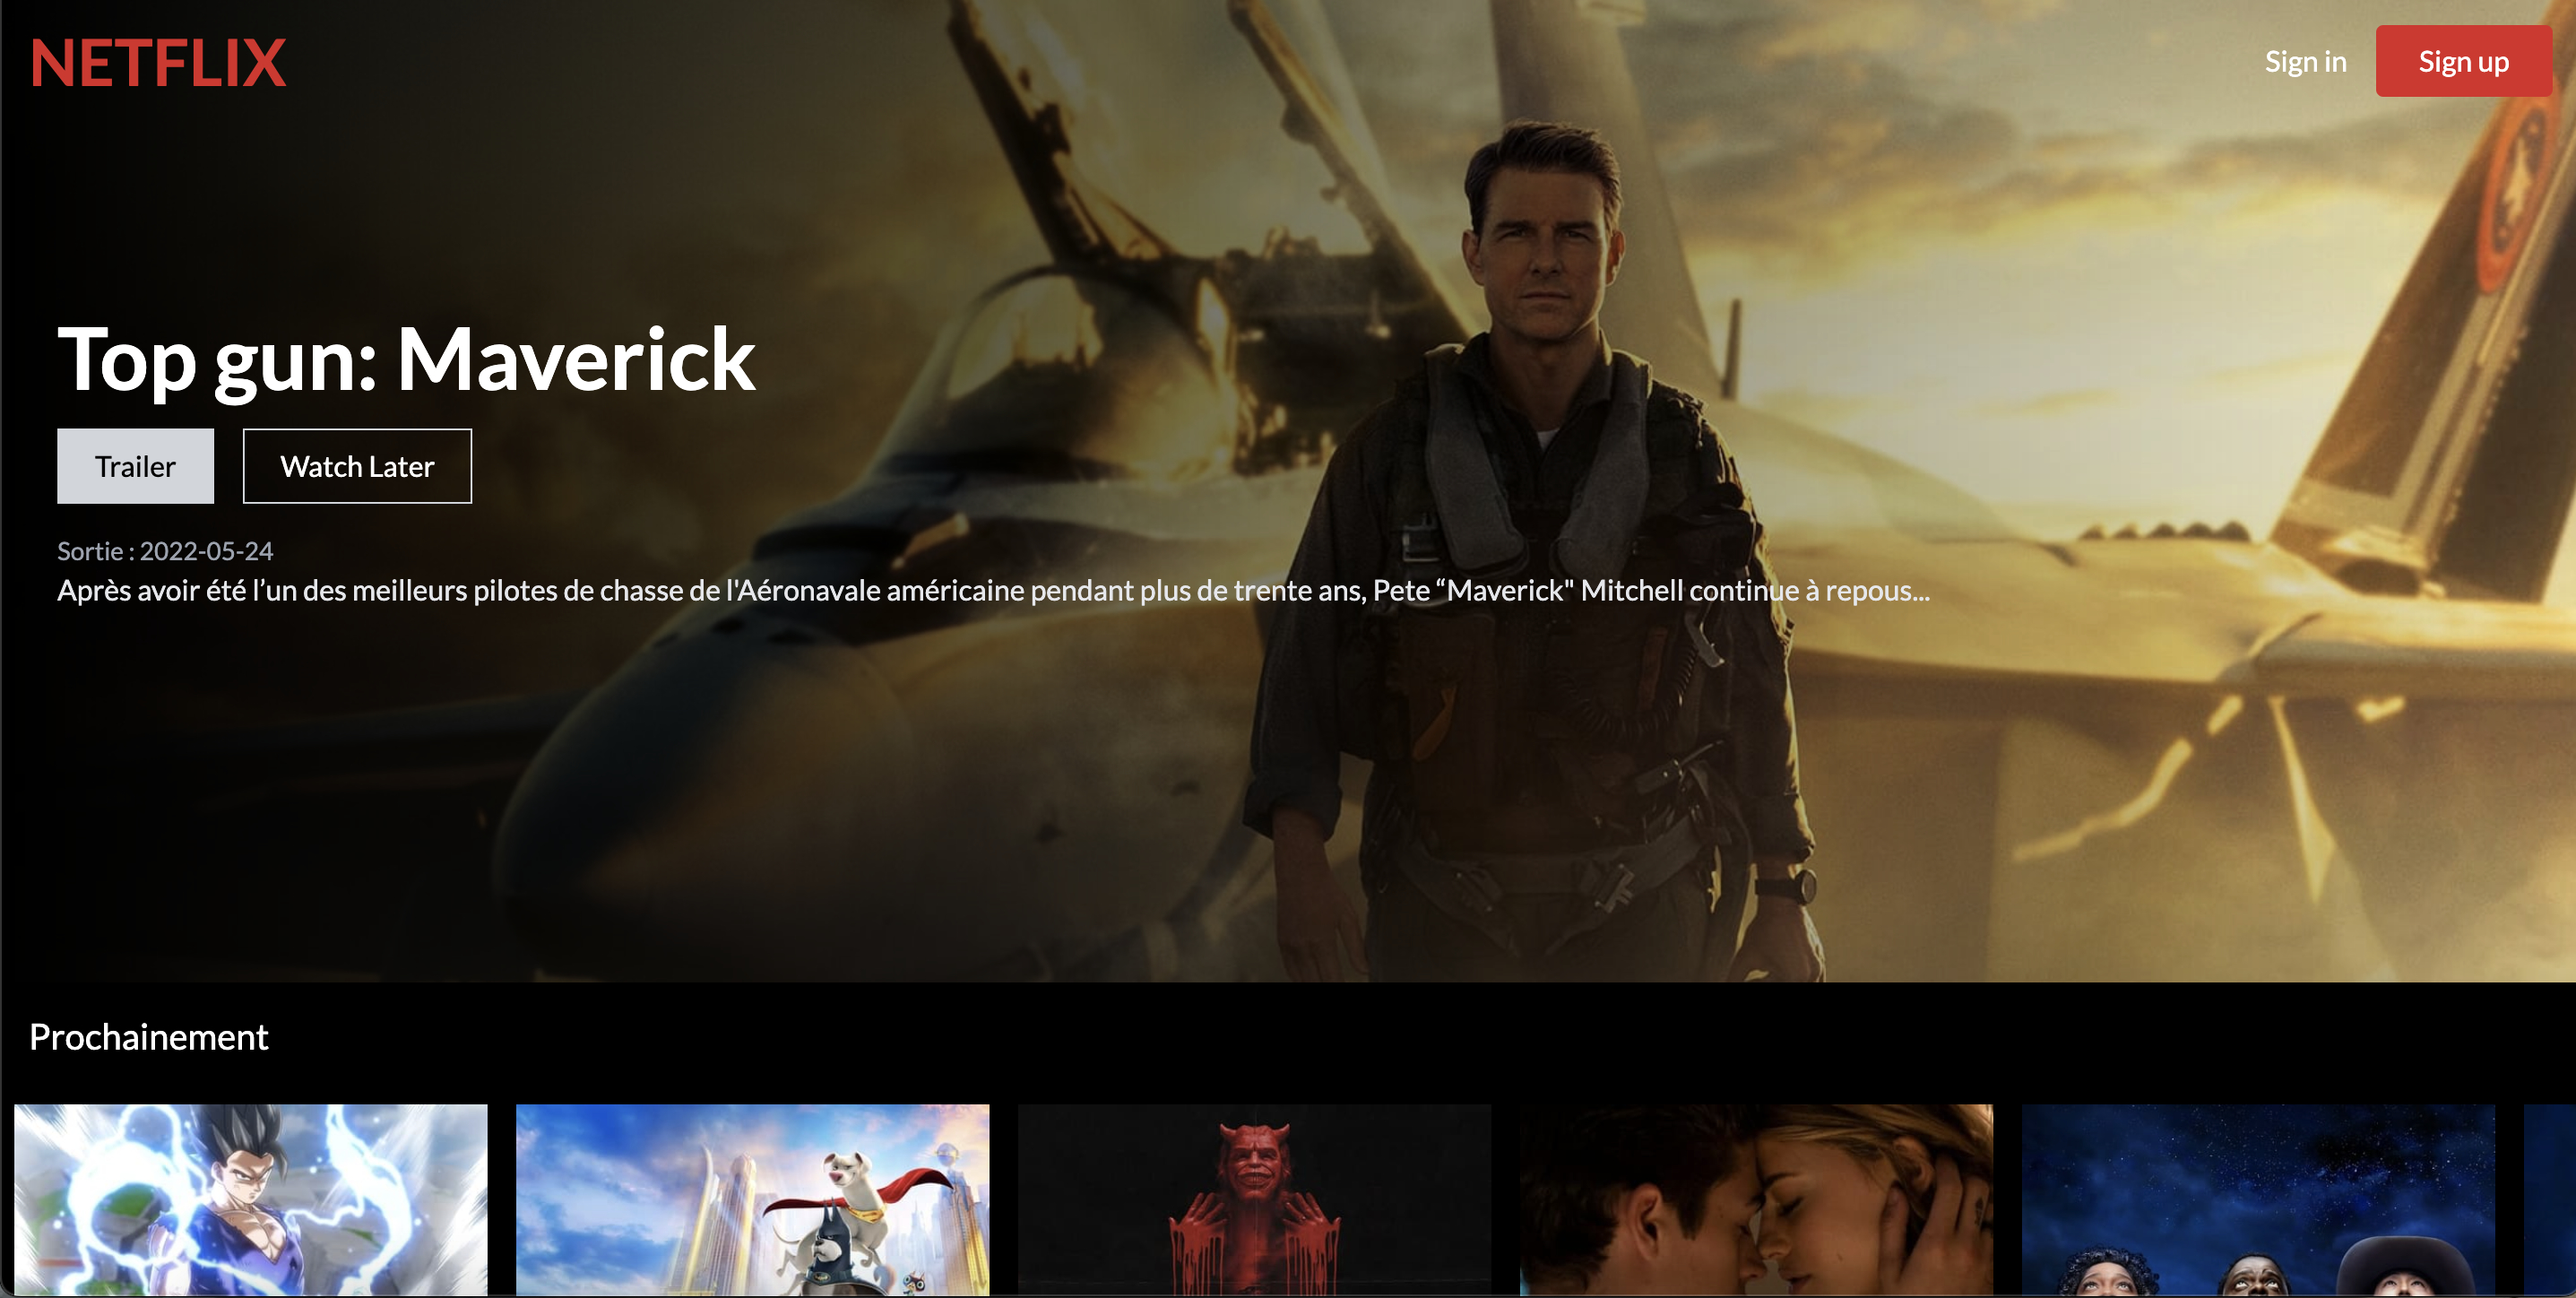 NETFLIX
Sign in
Sign up
Top gun: Maverick
Trailer
Watch Later
Sortie : 2022-05-24
Après avoir été l’un des meilleurs pilotes de chasse de l'Aéronavale américaine pendant plus de trente ans, Pete “Maverick" Mitchell continue à repous...
Prochainement